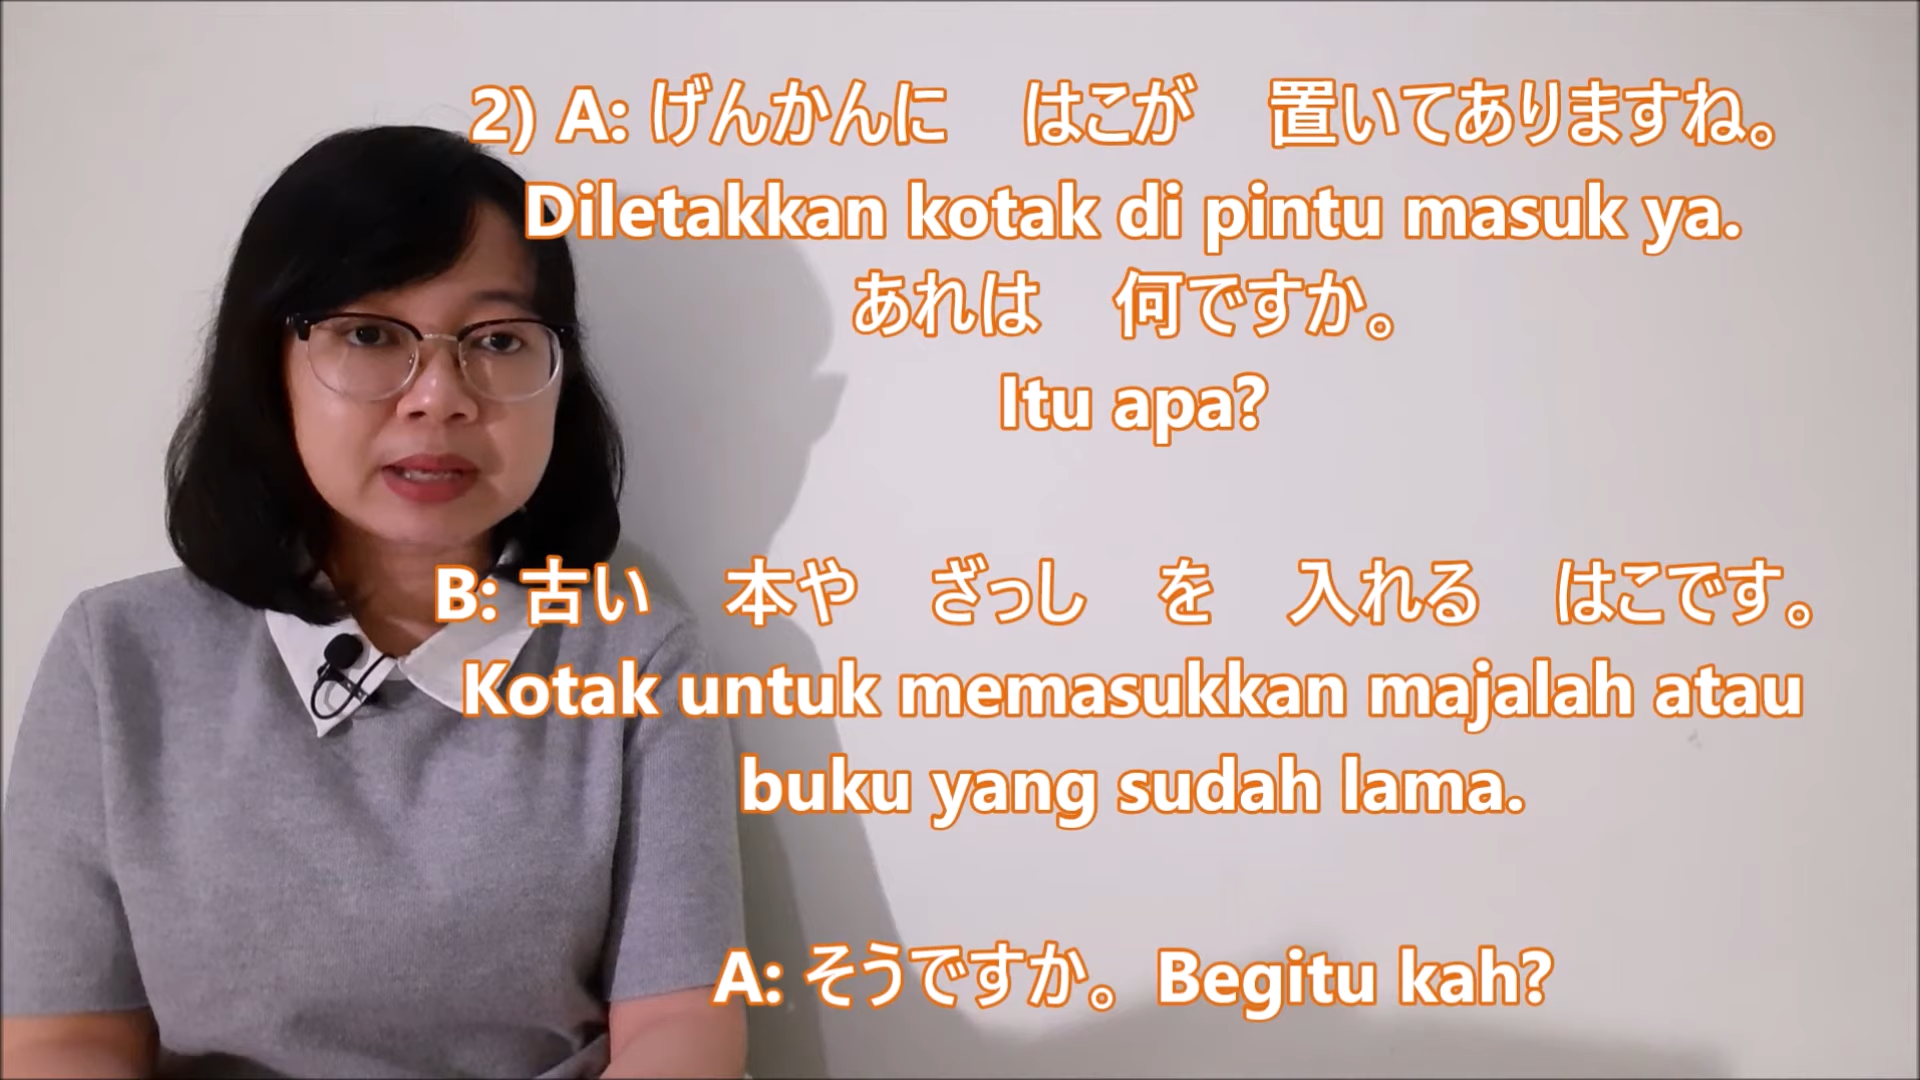 2) A: げんかんに　はこが　置いてありますね。
Diletakkan kotak di pintu masuk ya.
あれは　何ですか。
Itu apa?
B: 古い　本や　ざっし　を　入れる　はこです。
Kotak untuk memasukkan majalah atau
buku yang sudah lama.
A: そうですか。Begitu kah?